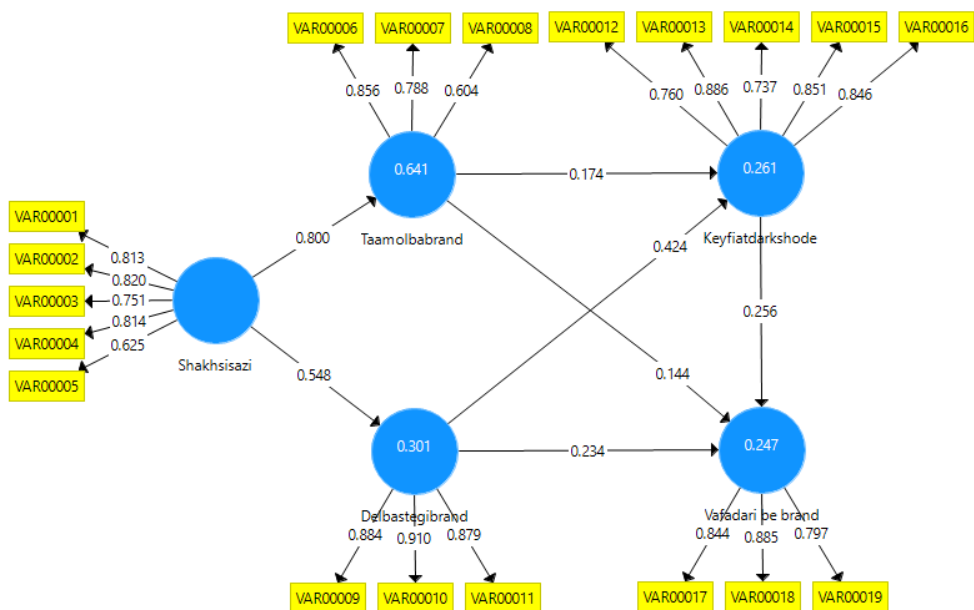 VAR00006 VAR00007 VAR00008 VAR00012 VAR00013 VAR00014 VAR00015 VAR00016
0.856 0.788 0.604 0.760 0.886 0.737 0.851 0.846
0.641 0.174 0.261
VAR00001
VAR00002
VAR00003
VAR00004
VAR00005
0.813
0.820
0.751
0.814
0.625
Shakhsisazi
0.800
Taamolbabrand
0.424
Keyfiatdarkshode
0.256
0.548
0.144
0.301 0.234 0.247
Delbastegibrand
Vafadari be brand
0.884 0.910 0.879 0.844 0.885 0.797
VAR00009 VAR00010 VAR00011 VAR00017 VAR00018 VAR00019